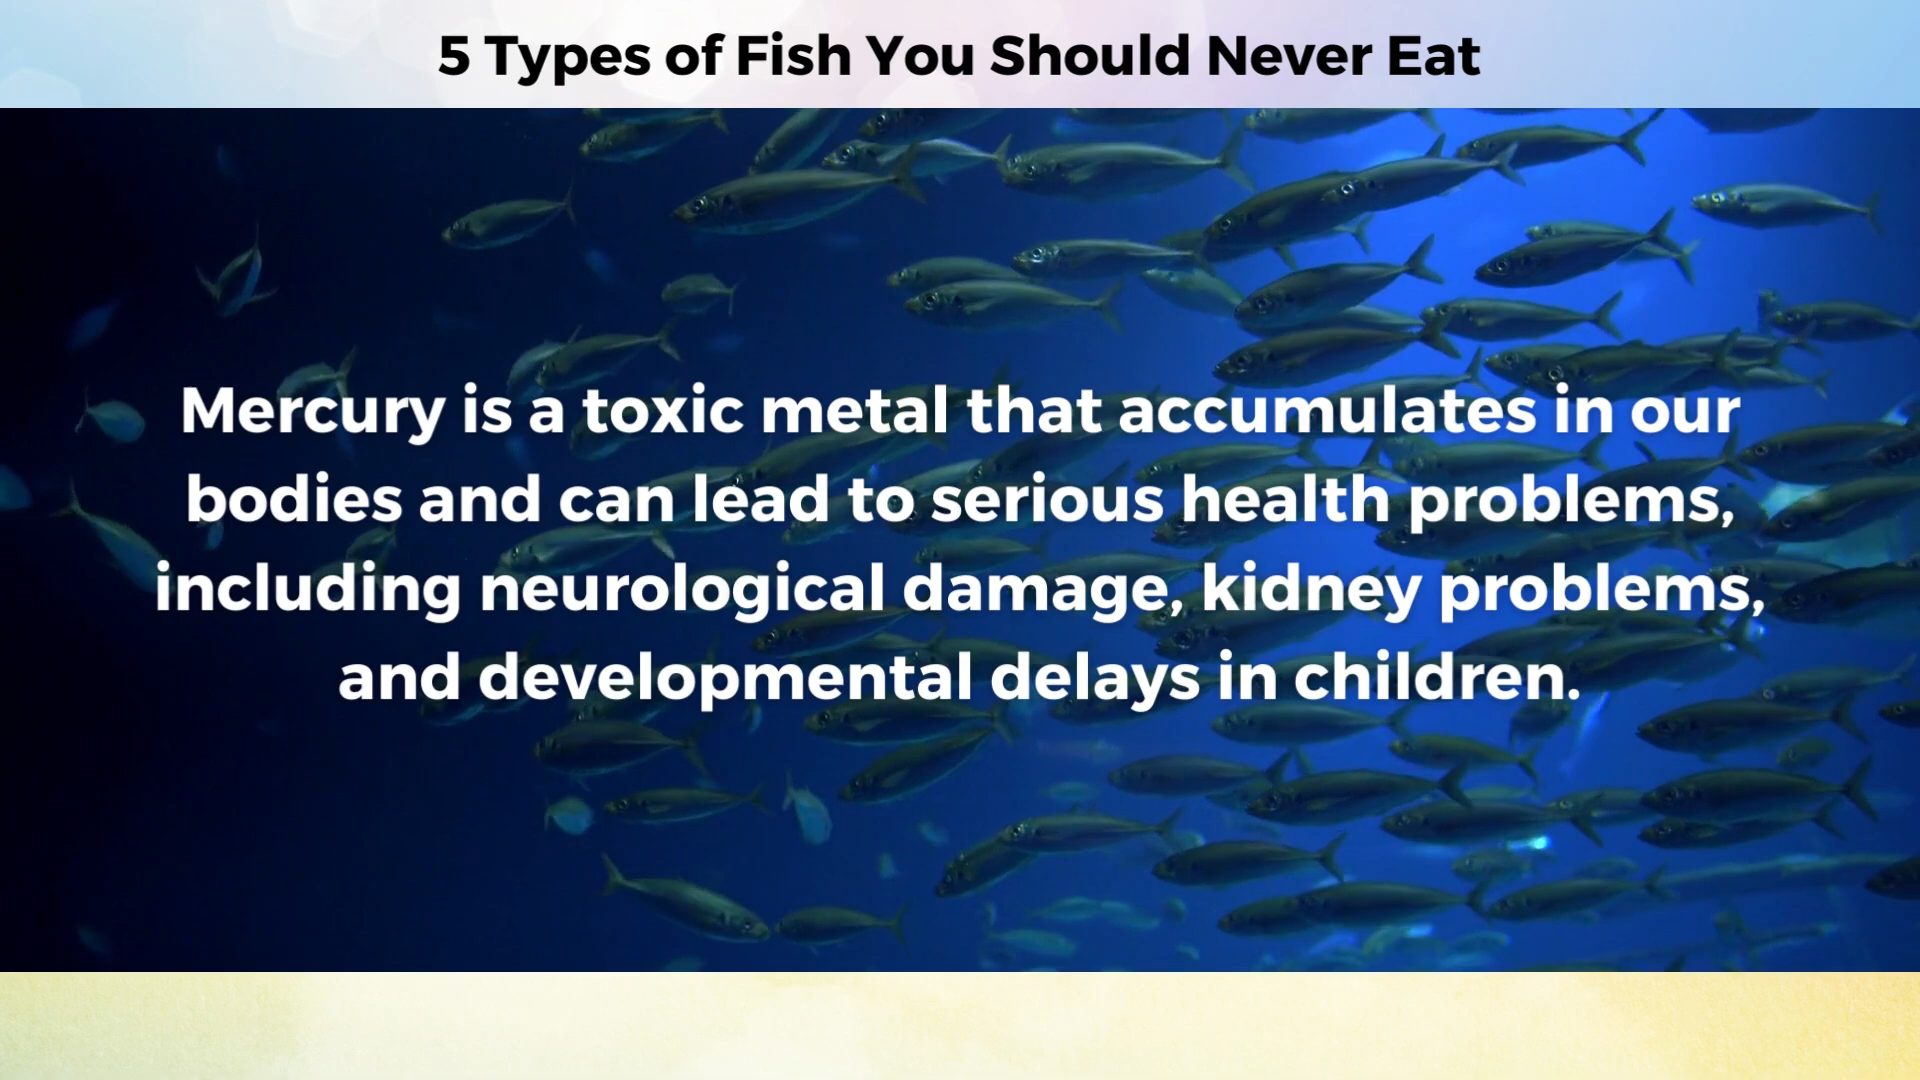 5 Types of Fish You Should Never Eat
Mercury is a toxic metal that accumulates in our
bodies and can lead to serious health problems,
including neurological damage, kidney problems,
and developmental delays in children.